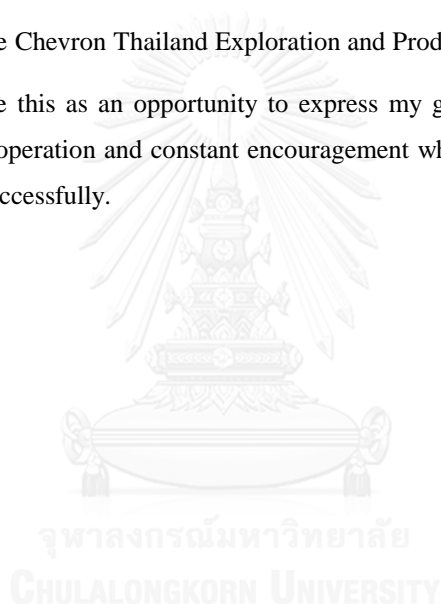 e Chevron Thailand Exploration and Prod
e this as an opportunity to express my g
operation and constant encouragement wh
uccessfully.
จุฬาลงกรณ์มหาวิทยาลัย
CHULALONGKORN UNIVERSITY